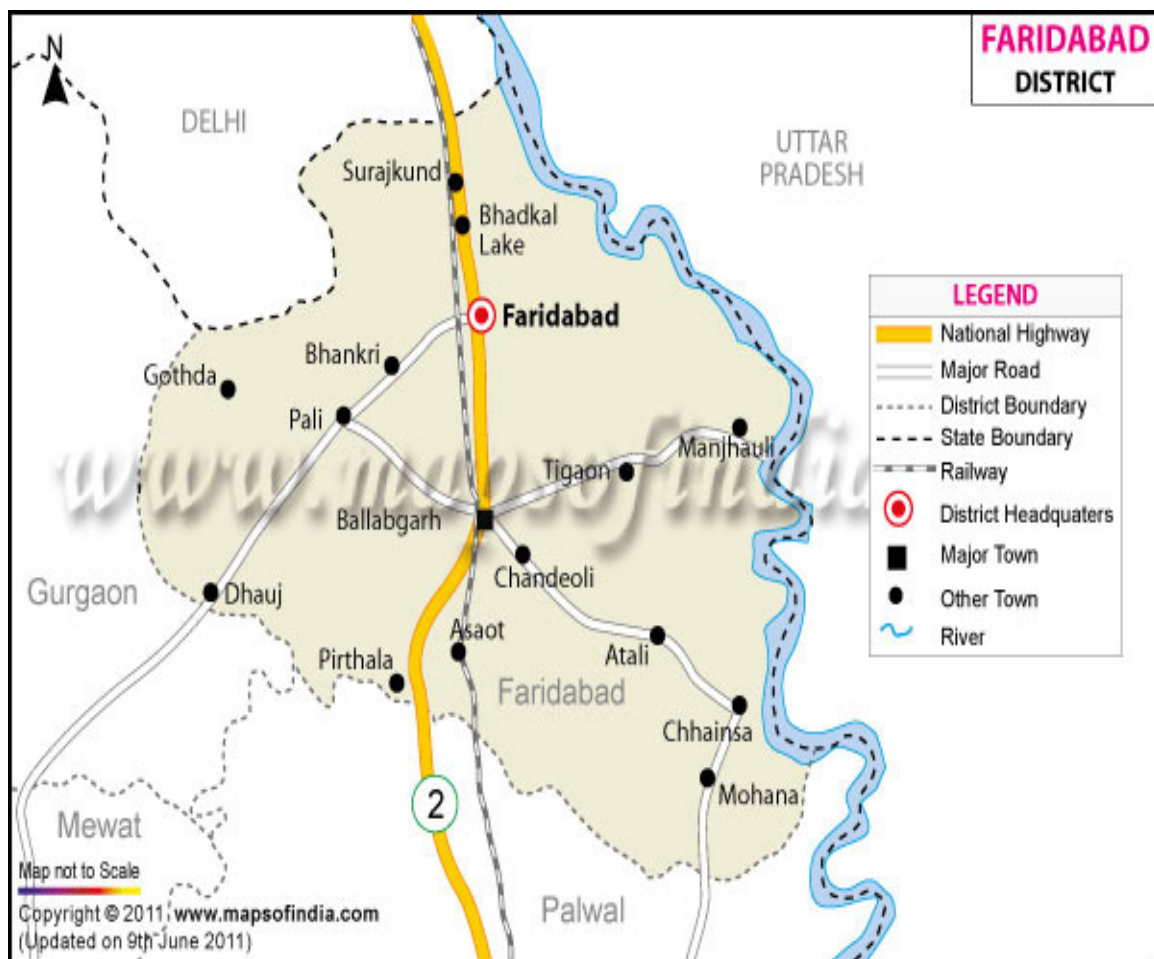 FARIDABAD
DISTRICT
N
DELHI
UTTAR
PRADESH
Surajkund
Bhadkal
Lake
Faridabad
Bhankri
Gothda
Pali
Manjhauli
Tigaon
www.mapsofindia
Ballabgarh
Chandeoli
Gurgaon
Dhauj
Asaot
Atali
Pirthala
Faridabad
Chhainsa
Mohana
2
Mewat
Palwal
LEGEND
National Highway
Major Road
District Boundary
State Boundary
Railway
District Headquaters
Major Town
Other Town
River
Map not to Scale
Copyright © 2011 www.mapsofindia.com
(Updated on 9th June 2011)